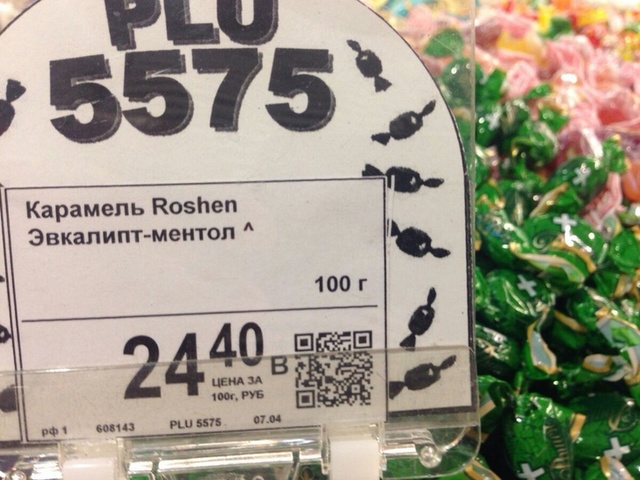 PLU
5575
Карамель Roshen
Эвкалипт-ментол ^
100 г
24 40 В
ЦЕНА ЗА
100г, РУБ
рф 1 608143 PLU 5575 07.04